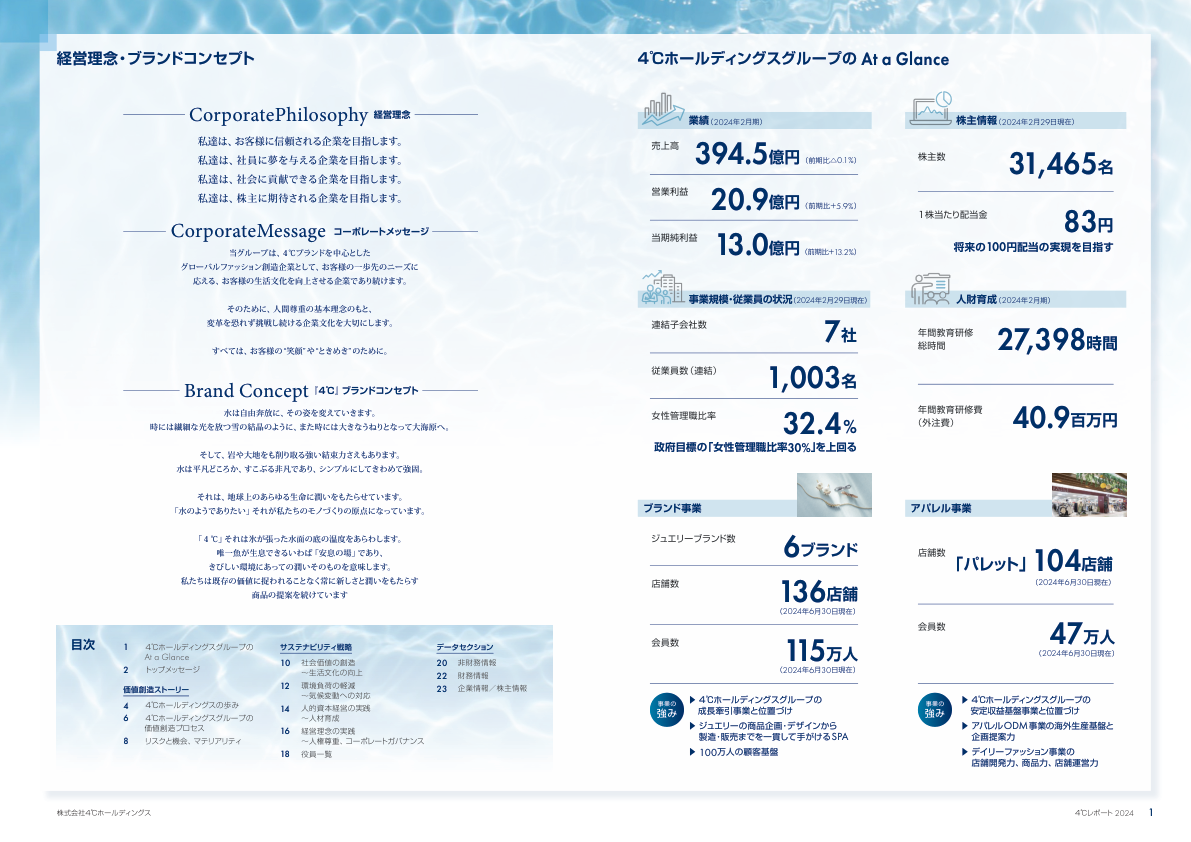 経営理念・ブランドコンセプト
CorporatePhilosophy 経営理念
私達は、お客様に信頼される企業を目指します。
私達は、社員に夢を与える企業を目指します。
私達は、社会に貢献できる企業を目指します。
私達は、株主に期待される企業を目指します。
CorporateMessage コーポレートメッセージ
当グループは、4℃ブランドを中心とした
グローバルファッション創造企業として、お客様の一歩先のニーズに
応える、お客様の生活文化を向上させる企業であり続けます。
そのために、人間尊重の基本理念のもと、
変革を恐れず挑戦し続ける企業文化を大切にします。
すべては、お客様の“笑顔”や“ときめき”のために。
Brand Concept 『4℃』ブランドコンセプト
水は自由奔放に、その姿を変えていきます。
時には繊細な光を放つ雪の結晶のように、また時には大きなうねりとなって大海原へ。
そして、岩や大地をも削り取る強い結束力さえもあります。
水は平凡どころか、すこぶる非凡であり、シンプルにしてきわめて強固。
それは、地球上のあらゆる生命に潤いをもたらせています。
「水のようでありたい」それが私たちのモノづくりの原点になっています。
「4℃」それは氷が張った水面の底の温度をあらわします。
唯一魚が生息できるいわば「安息の場」であり、
きびしい環境にあっての潤いそのものを意味します。
私たちは既存の価値に捉われることなく常に新しさと潤いをもたらす
商品の提案を続けています
目次
1 4℃ホールディングスグループの
At a Glance
2 トップメッセージ
価値創造ストーリー
4 4℃ホールディングスの歩み
6 4℃ホールディングスグループの
価値創造プロセス
8 リスクと機会、マテリアリティ
サステナビリティ戦略
10 社会価値の創造
～生活文化の向上
12 環境負荷の軽減
～気候変動への対応
14 人的資本経営の実践
～人材育成
16 経営理念の実践
～人権尊重、コーポレートガバナンス
18 役員一覧
データセクション
20 非財務情報
22 財務情報
23 企業情報／株主情報
4℃ホールディングスグループの At a Glance
業績（2024年2月期）
売上高 394.5億円（前期比△0.1%）
営業利益 20.9億円（前期比+5.9%）
当期純利益 13.0億円（前期比+13.2%）
株主情報（2024年2月29日現在）
株主数 31,465名
1株当たり配当金 83円
将来の100円配当の実現を目指す
事業規模・従業員の状況（2024年2月29日現在）
連結子会社数 7社
従業員数（連結） 1,003名
女性管理職比率 32.4%
政府目標の「女性管理職比率30%」を上回る
人財育成（2024年2月期）
年間教育研修
総時間 27,398時間
年間教育研修費
（外注費） 40.9百万円
ブランド事業
ジュエリーブランド数 6ブランド
店舗数 136店舗
（2024年6月30日現在）
会員数 115万人
（2024年6月30日現在）
事業の
強み
▶ 4℃ホールディングスグループの
成長牽引事業と位置づけ
▶ ジュエリーの商品企画・デザインから
製造・販売までを一貫して手がけるSPA
▶ 100万人の顧客基盤
アパレル事業
店舗数 「パレット」104店舗
（2024年6月30日現在）
会員数 47万人
（2024年6月30日現在）
事業の
強み
▶ 4℃ホールディングスグループの
安定収益基盤事業と位置づけ
▶ アパレルODM事業の海外生産基盤と
企画提案力
▶ デイリーファッション事業の
店舗開発力、商品力、店舗運営力
株式会社4℃ホールディングス
4℃レポート 2024 1